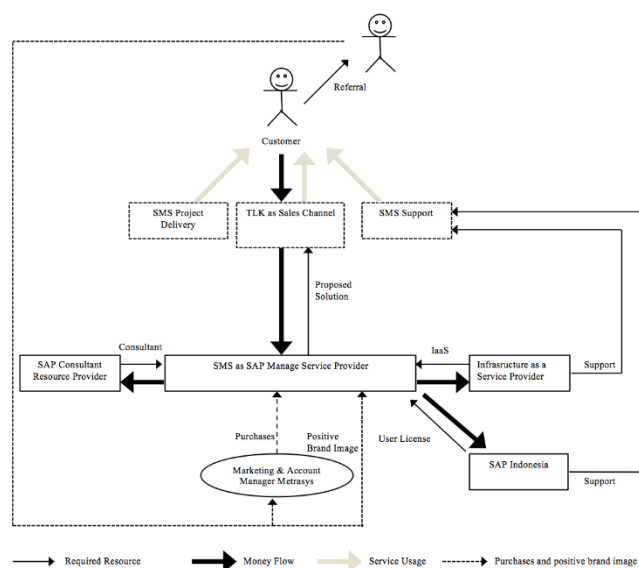 Referral
Customer
SMS Project
Delivery
TLK as Sales Channel
SMS Support
Proposed
Solution
Consultant
IaaS
SAP Consultant
Resource Provider
SMS as SAP Manage Service Provider
Infrasructure as a
Service Provider
Support
Purchases
Positive
Brand Image
User License
Marketing & Account
Manager Metrasys
SAP Indonesia
Support
Required Resource
Money Flow
Service Usage
Purchases and positive brand image